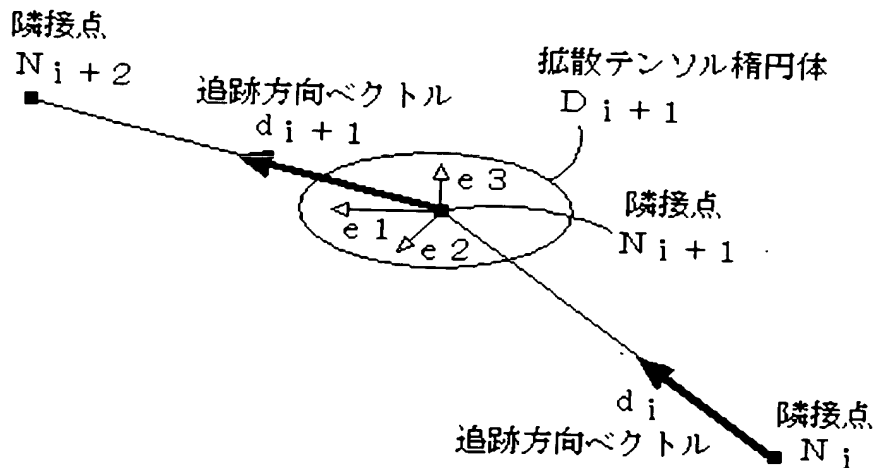 隣接点
N i + 2
追跡方向ベクトル
d i + 1
拡散テンソル楕円体
D i + 1
e 3
e 1
e 2
隣接点
N i + 1
d i
追跡方向ベクトル
隣接点
N i